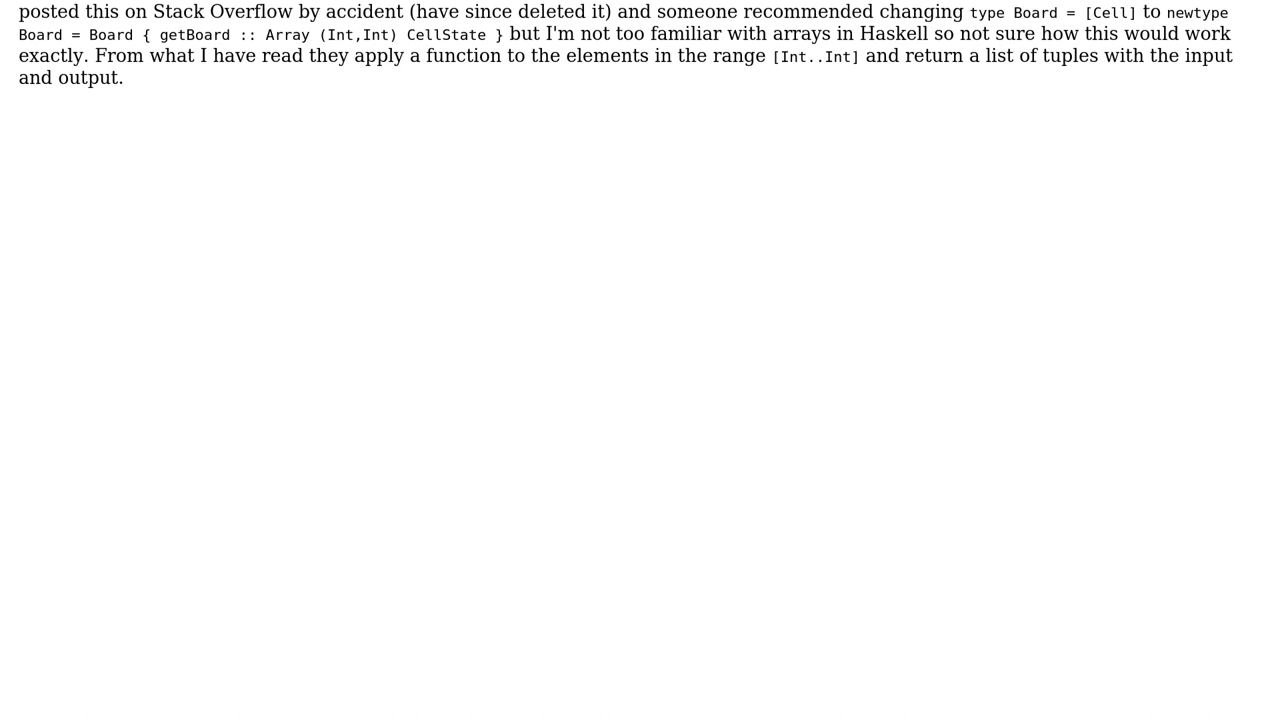 posted this on Stack Overflow by accident (have since deleted it) and someone recommended changing type Board = [Cell] to newtype
Board = Board { getBoard :: Array (Int,Int) CellState } but I'm not too familiar with arrays in Haskell so not sure how this would work
exactly. From what I have read they apply a function to the elements in the range [Int..Int] and return a list of tuples with the input
and output.